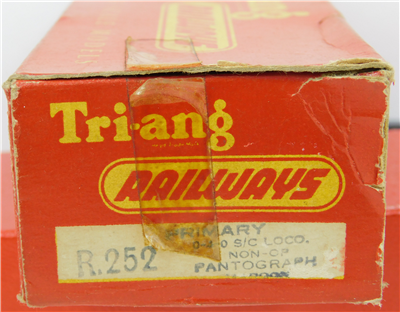 Tri-ang
RAILWAYS
R.252
PRIMARY
0-4-0 S/C LOCO.
NON-OP
PANTOGRAPH